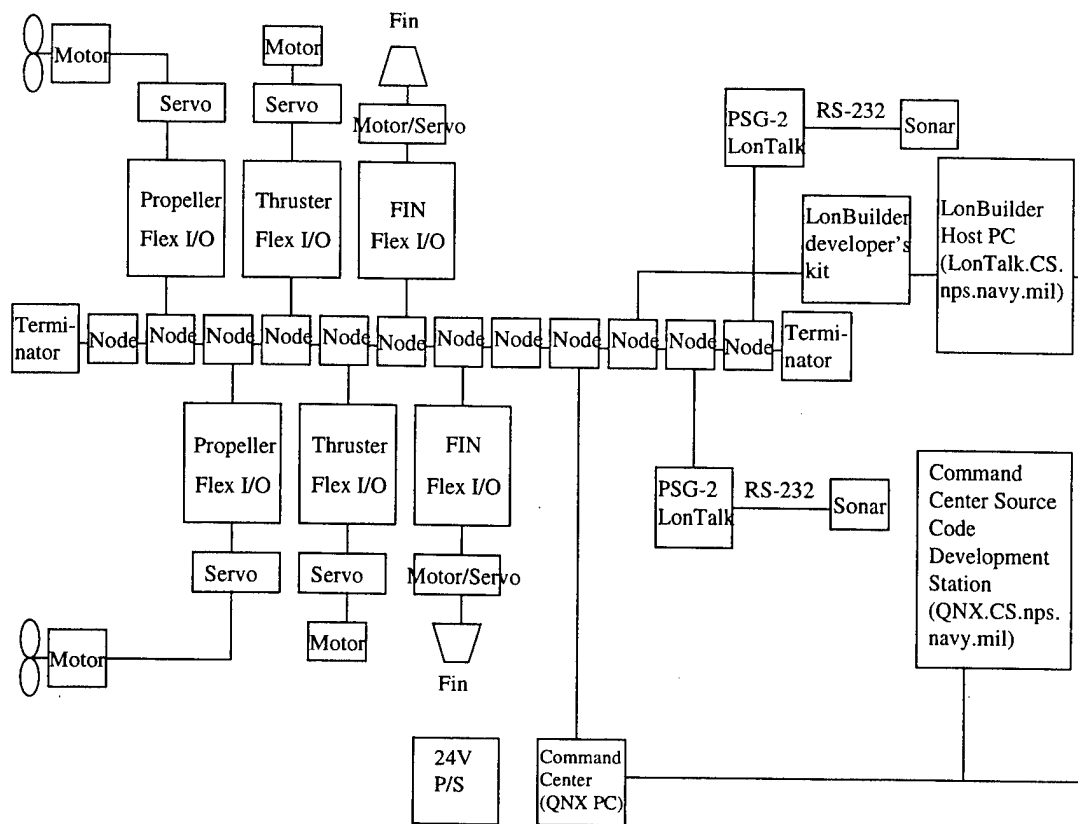 Fin
Motor
Motor
Servo
Servo
Motor/Servo
PSG-2
LonTalk
RS-232
Sonar
Propeller
Flex I/O
Thruster
Flex I/O
FIN
Flex I/O
LonBuilder
developer's
kit
LonBuilder
Host PC
(LonTalk.CS.
nps.navy.mil)
Termi-
nator
Node
Node
Node
Node
Node
Node
Node
Node
Node
Node
Node
Node
Termi-
nator
Propeller
Flex I/O
Thruster
Flex I/O
FIN
Flex I/O
PSG-2
LonTalk
RS-232
Sonar
Command
Center Source
Code
Development
Station
(QNX.CS.nps.
navy.mil)
Servo
Servo
Motor/Servo
Motor
Motor
Fin
24V
P/S
Command
Center
(QNX PC)